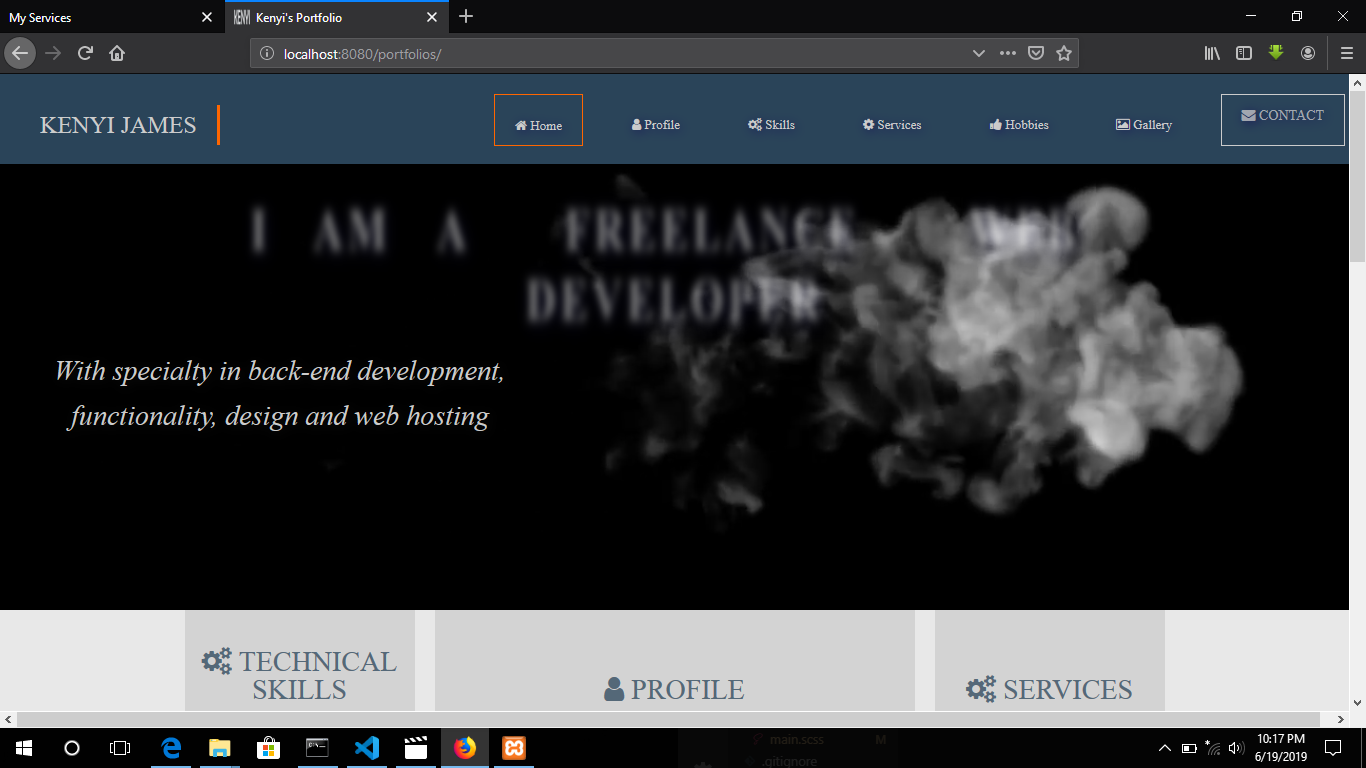 My Services
KENYI Kenyi's Portfolio
localhost:8080/portfolios/
KENYI JAMES
Home
Profile
Skills
Services
Hobbies
Gallery
CONTACT
I AM A FREELANCE WEB
DEVELOPER
With specialty in back-end development,
functionality, design and web hosting
TECHNICAL
SKILLS
PROFILE
SERVICES
main.scss M
.gitignore
10:17 PM
6/19/2019